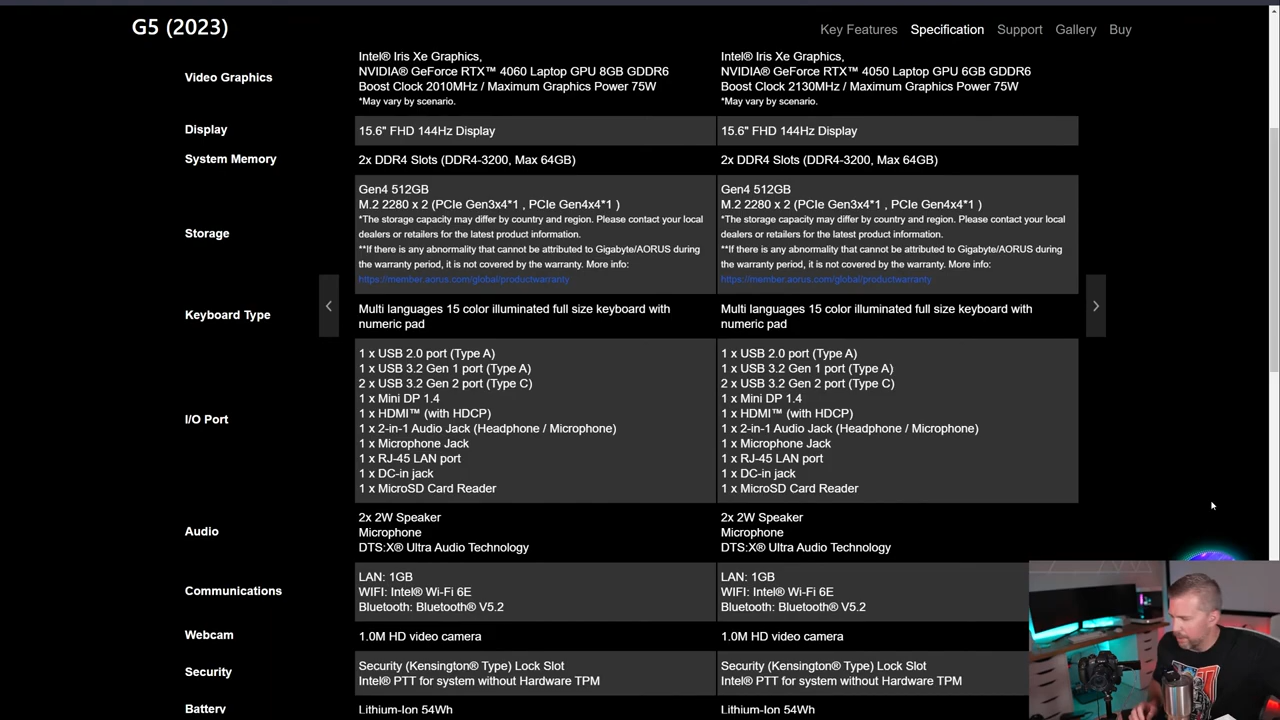 G5 (2023)
Key Features
Specification
Support
Gallery
Buy
Video Graphics
Intel® Iris Xe Graphics,
NVIDIA® GeForce RTX™ 4060 Laptop GPU 8GB GDDR6
Boost Clock 2010MHz / Maximum Graphics Power 75W
*May vary by scenario.
Intel® Iris Xe Graphics,
NVIDIA® GeForce RTX™ 4050 Laptop GPU 6GB GDDR6
Boost Clock 2130MHz / Maximum Graphics Power 75W
*May vary by scenario.
Display
15.6" FHD 144Hz Display
15.6" FHD 144Hz Display
System Memory
2x DDR4 Slots (DDR4-3200, Max 64GB)
2x DDR4 Slots (DDR4-3200, Max 64GB)
Storage
Gen4 512GB
M.2 2280 x 2 (PCIe Gen3x4*1 , PCIe Gen4x4*1 )
*The storage capacity may differ by country and region. Please contact your local
dealers or retailers for the latest product information.
**If there is any abnormality that cannot be attributed to Gigabyte/AORUS during
the warranty period, it is not covered by the warranty. More info:
https://member.aorus.com/global/productwarranty
Gen4 512GB
M.2 2280 x 2 (PCIe Gen3x4*1 , PCIe Gen4x4*1 )
*The storage capacity may differ by country and region. Please contact your local
dealers or retailers for the latest product information.
**If there is any abnormality that cannot be attributed to Gigabyte/AORUS during
the warranty period, it is not covered by the warranty. More info:
https://member.aorus.com/global/productwarranty
Keyboard Type
Multi languages 15 color illuminated full size keyboard with
numeric pad
Multi languages 15 color illuminated full size keyboard with
numeric pad
I/O Port
1 x USB 2.0 port (Type A)
1 x USB 3.2 Gen 1 port (Type A)
2 x USB 3.2 Gen 2 port (Type C)
1 x Mini DP 1.4
1 x HDMI™ (with HDCP)
1 x 2-in-1 Audio Jack (Headphone / Microphone)
1 x Microphone Jack
1 x RJ-45 LAN port
1 x DC-in jack
1 x MicroSD Card Reader
1 x USB 2.0 port (Type A)
1 x USB 3.2 Gen 1 port (Type A)
2 x USB 3.2 Gen 2 port (Type C)
1 x Mini DP 1.4
1 x HDMI™ (with HDCP)
1 x 2-in-1 Audio Jack (Headphone / Microphone)
1 x Microphone Jack
1 x RJ-45 LAN port
1 x DC-in jack
1 x MicroSD Card Reader
Audio
2x 2W Speaker
Microphone
DTS:X® Ultra Audio Technology
2x 2W Speaker
Microphone
DTS:X® Ultra Audio Technology
Communications
LAN: 1GB
WIFI: Intel® Wi-Fi 6E
Bluetooth: Bluetooth® V5.2
LAN: 1GB
WIFI: Intel® Wi-Fi 6E
Bluetooth: Bluetooth® V5.2
Webcam
1.0M HD video camera
1.0M HD video camera
Security
Security (Kensington® Type) Lock Slot
Intel® PTT for system without Hardware TPM
Security (Kensington® Type) Lock Slot
Intel® PTT for system without Hardware TPM
Battery
Lithium-Ion 54Wh
Lithium-Ion 54Wh